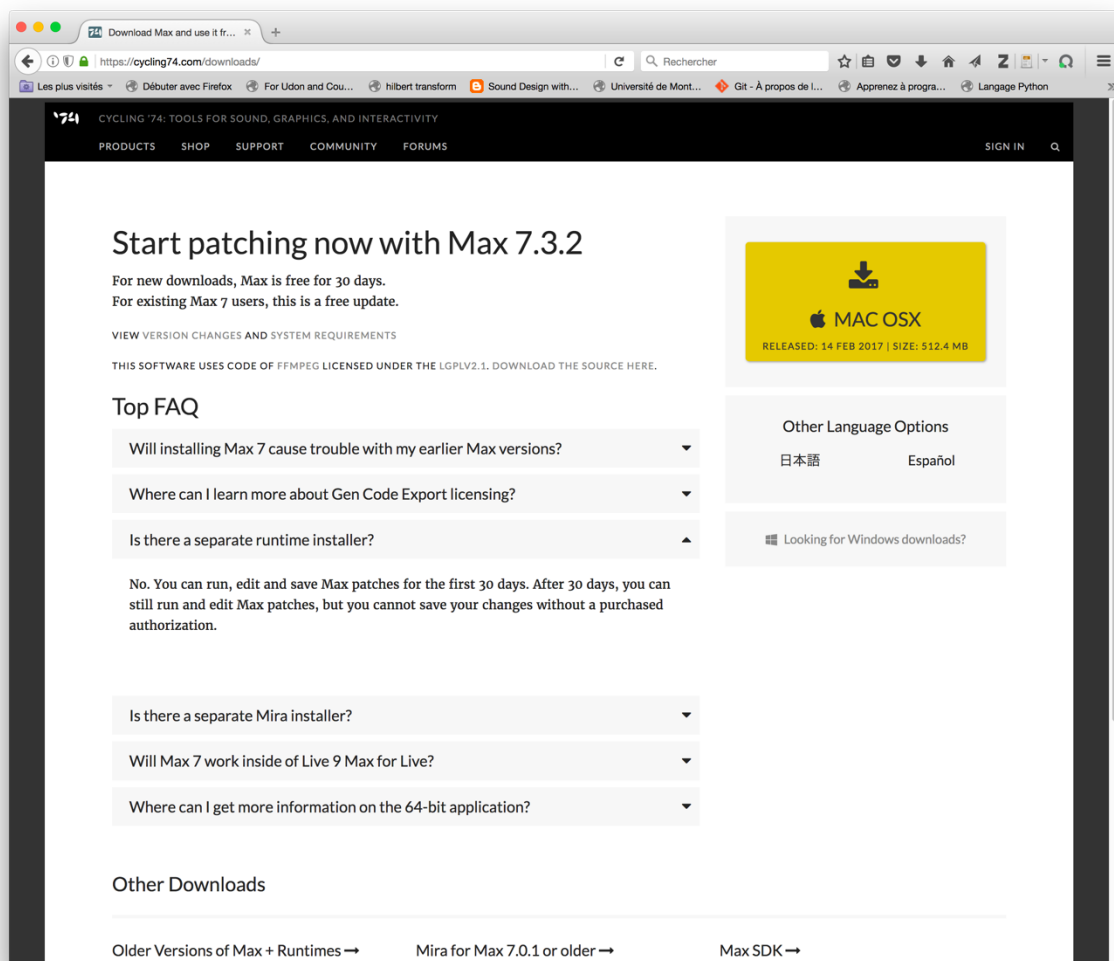 Download Max and use it fr...
https://cycling74.com/downloads/
Rechercher
Les plus visités
Débuter avec Firefox
For Udon and Cou...
hilbert transform
Sound Design with...
Université de Mont...
Git - À propos de l...
Apprenez à progra...
Langage Python
'74
CYCLING '74: TOOLS FOR SOUND, GRAPHICS, AND INTERACTIVITY
PRODUCTS SHOP SUPPORT COMMUNITY FORUMS SIGN IN
Start patching now with Max 7.3.2
For new downloads, Max is free for 30 days.
For existing Max 7 users, this is a free update.
VIEW VERSION CHANGES AND SYSTEM REQUIREMENTS
THIS SOFTWARE USES CODE OF FFMPEG LICENSED UNDER THE LGPLV2.1. DOWNLOAD THE SOURCE HERE.
Top FAQ
Will installing Max 7 cause trouble with my earlier Max versions?
Where can I learn more about Gen Code Export licensing?
Is there a separate runtime installer?
No. You can run, edit and save Max patches for the first 30 days. After 30 days, you can
still run and edit Max patches, but you cannot save your changes without a purchased
authorization.
Is there a separate Mira installer?
Will Max 7 work inside of Live 9 Max for Live?
Where can I get more information on the 64-bit application?
MAC OSX
RELEASED: 14 FEB 2017 | SIZE: 512.4 MB
Other Language Options
日本語 Español
Looking for Windows downloads?
Other Downloads
Older Versions of Max + Runtimes
Mira for Max 7.0.1 or older
Max SDK